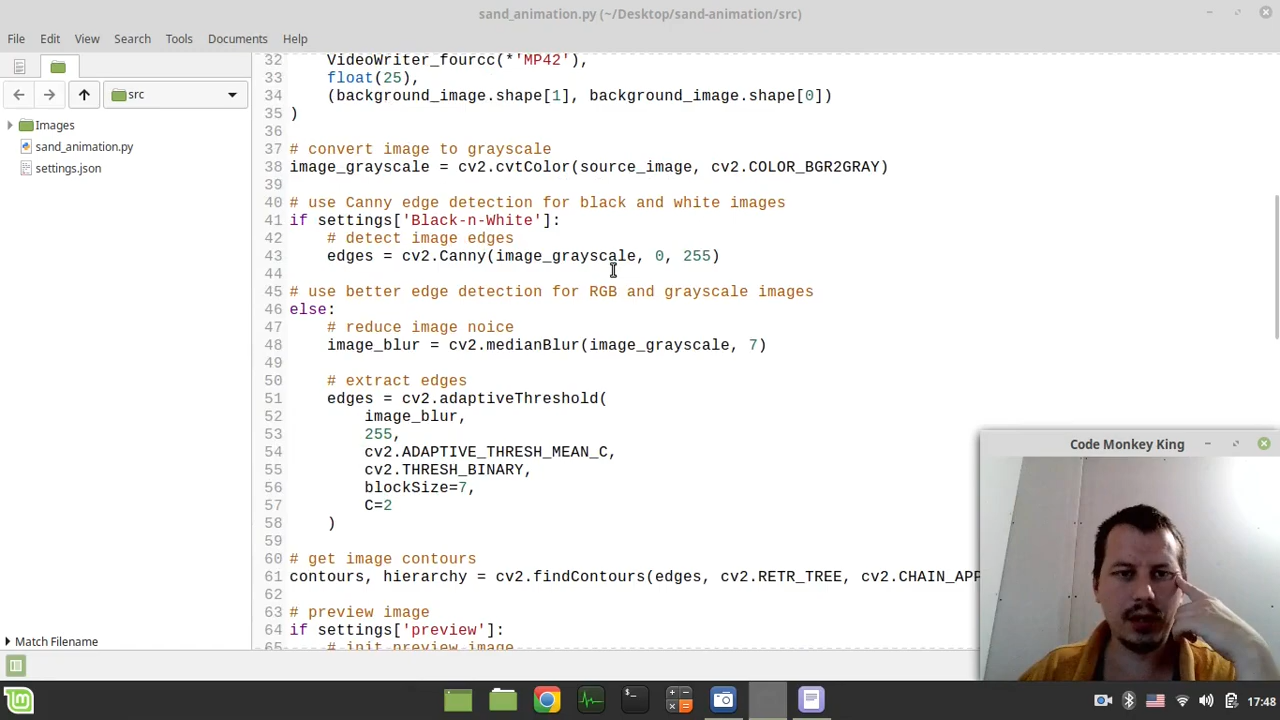 sand_animation.py (~/Desktop/sand-animation/src)
File Edit View Search Tools Documents Help
src
Images
sand_animation.py
settings.json
Match Filename
32 VideoWriter_fourcc(*'MP42'),
33 float(25),
34 (background_image.shape[1], background_image.shape[0])
35 )
36
37 # convert image to grayscale
38 image_grayscale = cv2.cvtColor(source_image, cv2.COLOR_BGR2GRAY)
39
40 # use Canny edge detection for black and white images
41 if settings['Black-n-White']:
42 # detect image edges
43 edges = cv2.Canny(image_grayscale, 0, 255)
44
45 # use better edge detection for RGB and grayscale images
46 else:
47 # reduce image noice
48 image_blur = cv2.medianBlur(image_grayscale, 7)
49
50 # extract edges
51 edges = cv2.adaptiveThreshold(
52 image_blur,
53 255,
54 cv2.ADAPTIVE_THRESH_MEAN_C,
55 cv2.THRESH_BINARY,
56 blockSize=7,
57 C=2
58 )
59
60 # get image contours
61 contours, hierarchy = cv2.findContours(edges, cv2.RETR_TREE, cv2.CHAIN_APP
62
63 # preview image
64 if settings['preview']:
65 # init preview image
Code Monkey King
17:48